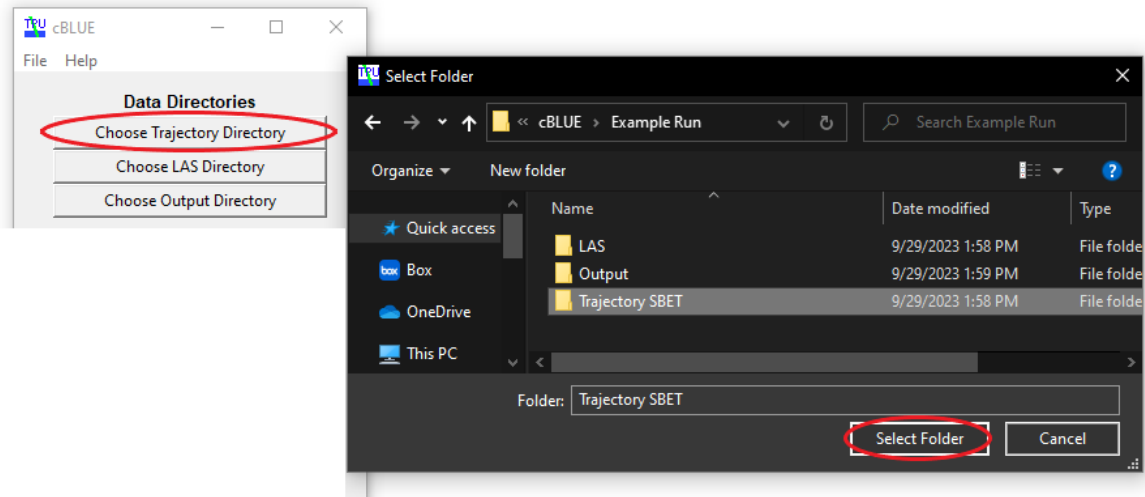 TPU cBLUE
File Help
Data Directories
Choose Trajectory Directory
Choose LAS Directory
Choose Output Directory
TPU Select Folder
« cBLUE > Example Run
Search Example Run
Organize
New folder
?
Name Date modified Type
Quick access
box Box
OneDrive
This PC
LAS 9/29/2023 1:58 PM File folde
Output 9/29/2023 1:59 PM File folde
Trajectory SBET 9/29/2023 1:58 PM File folde
Folder: Trajectory SBET
Select Folder Cancel